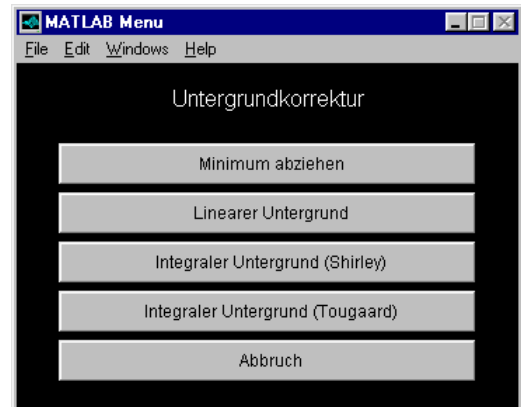 MATLAB Menu
File Edit Windows Help
Untergrundkorrektur
Minimum abziehen
Linearer Untergrund
Integraler Untergrund (Shirley)
Integraler Untergrund (Tougaard)
Abbruch